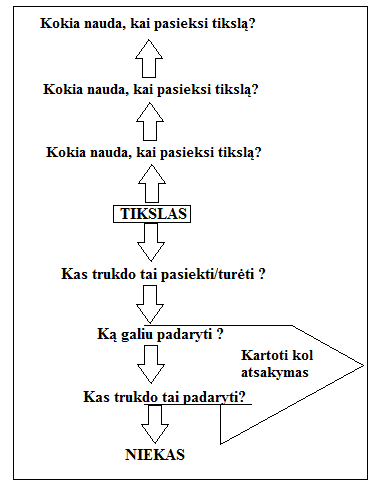 Kokia nauda, kai pasieksi tikslą?
Kokia nauda, kai pasieksi tikslą?
Kokia nauda, kai pasieksi tikslą?
TIKSLAS
Kas trukdo tai pasiekti/turėti ?
Ką galiu padaryti ?
Kartoti kol
atsakymas
Kas trukdo tai padaryti?
NIEKAS